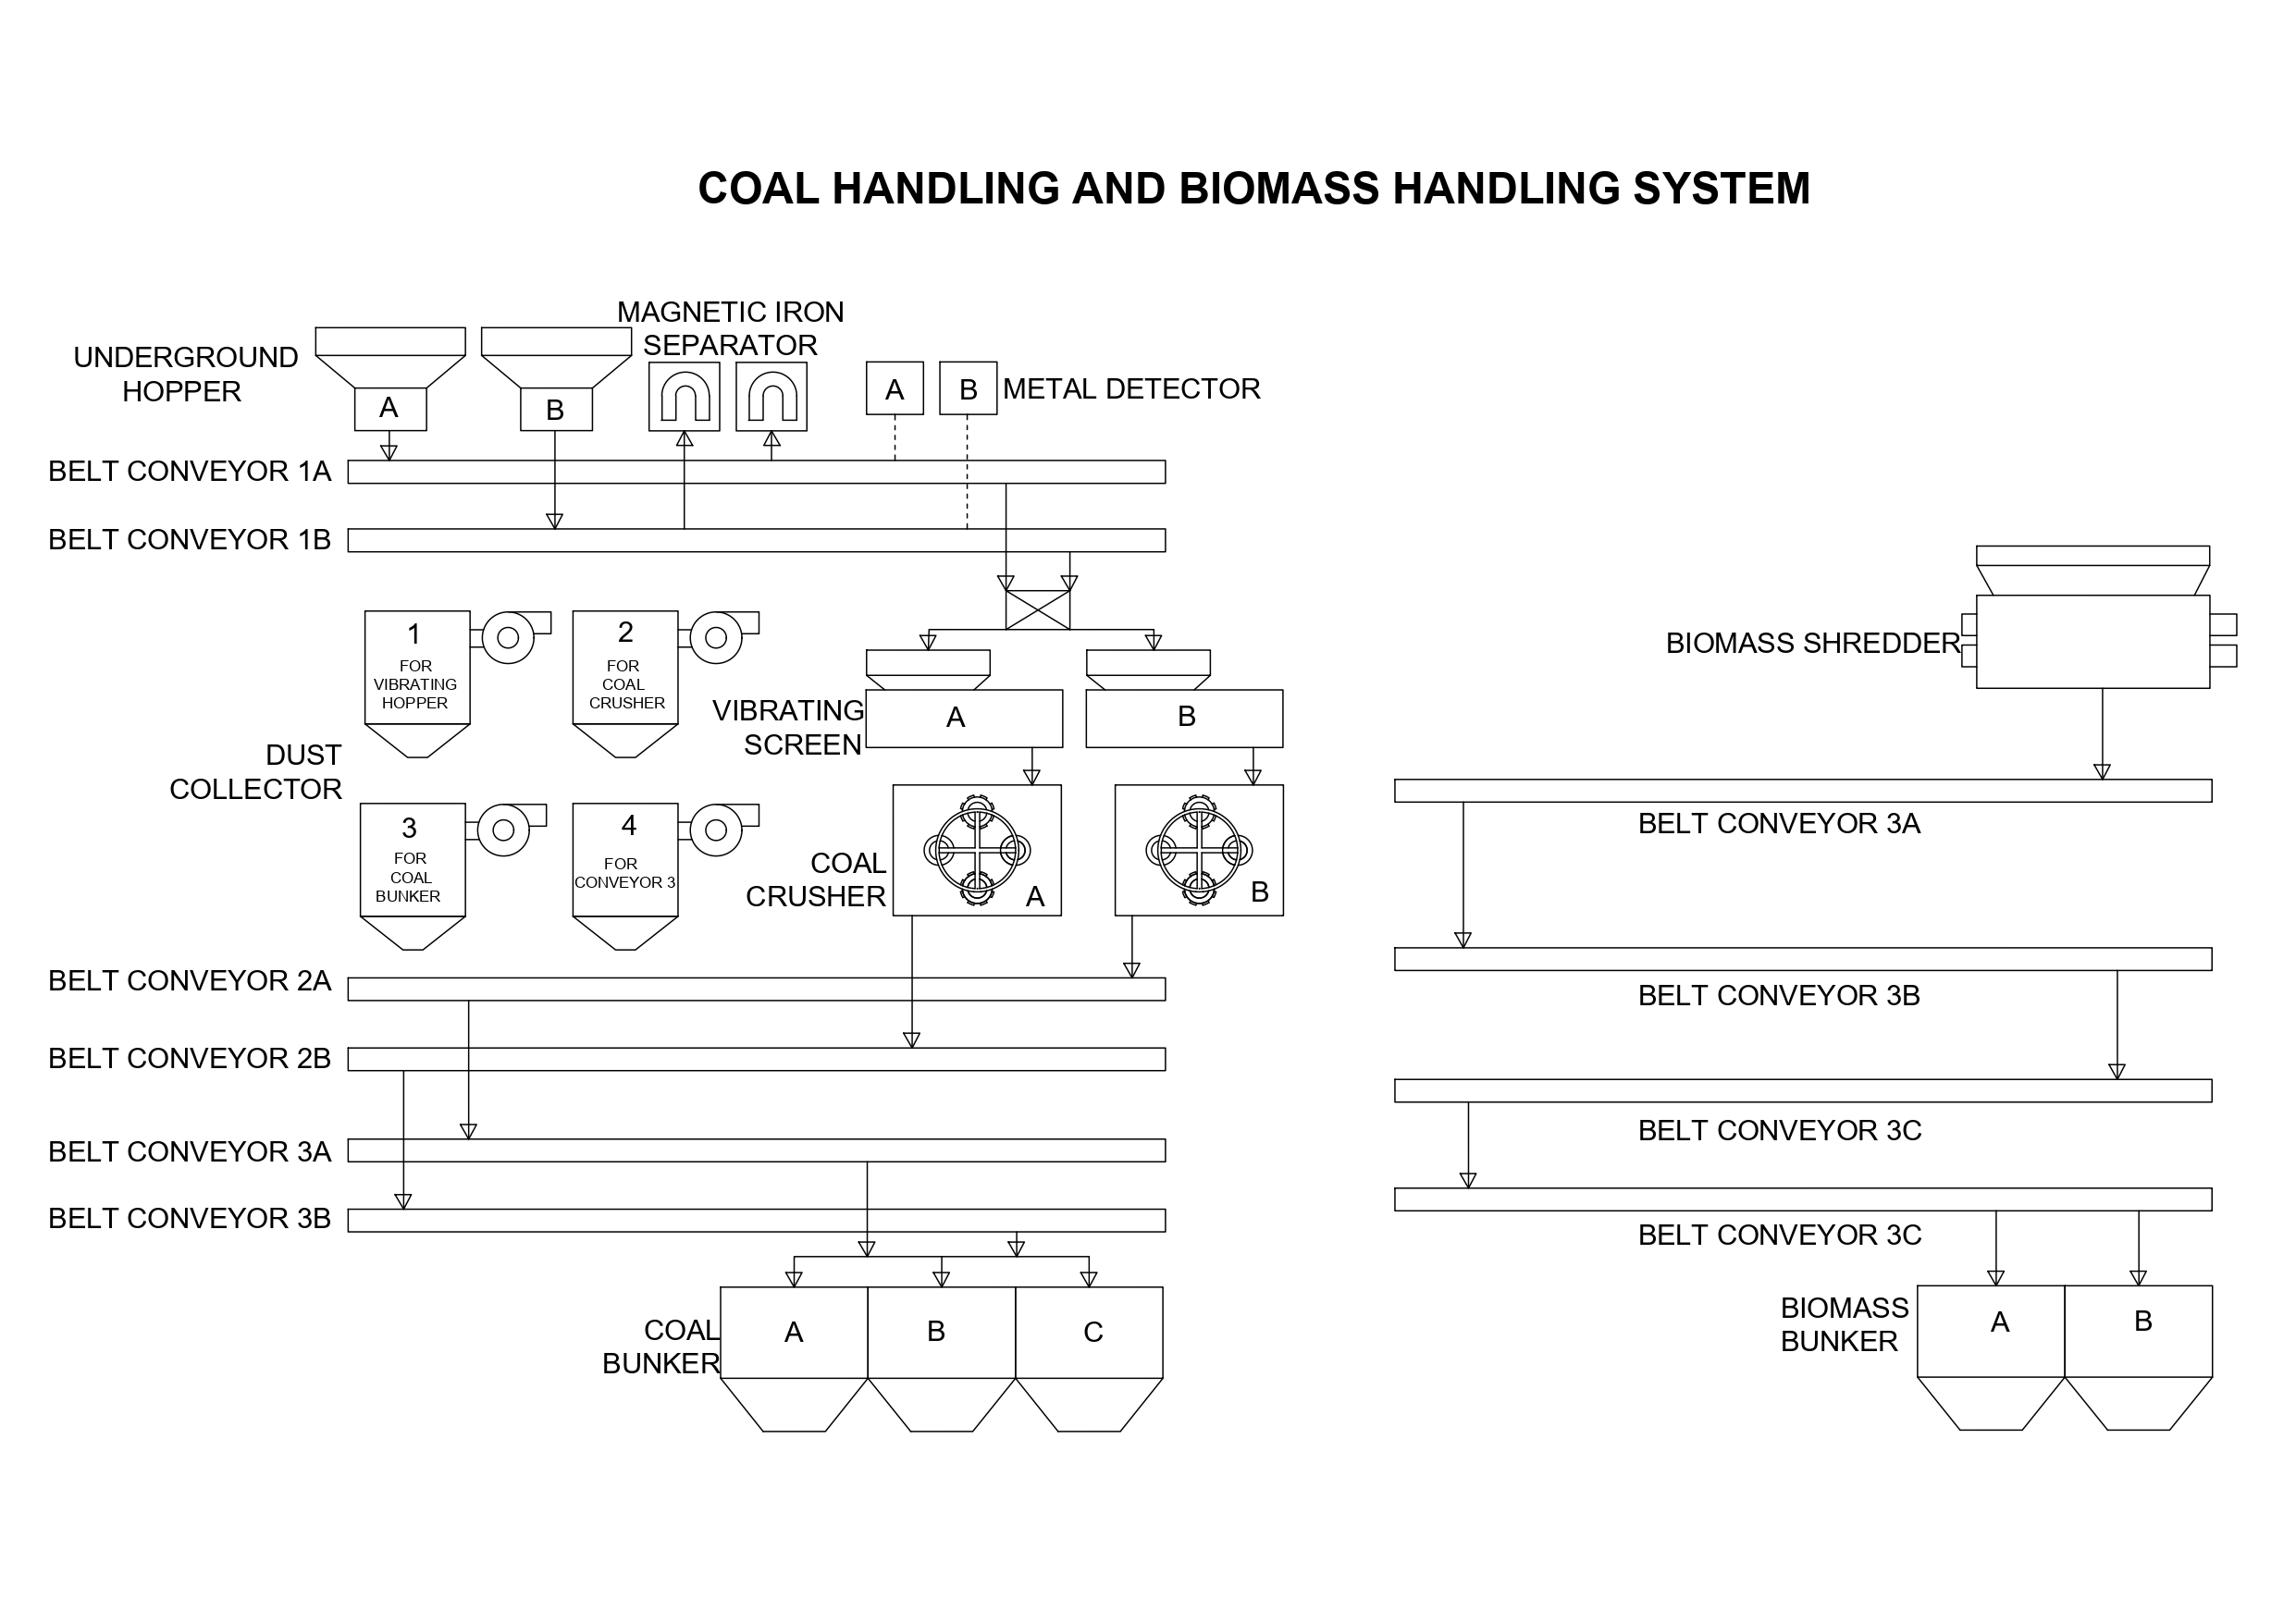 COAL HANDLING AND BIOMASS HANDLING SYSTEM
UNDERGROUND
HOPPER
A
B
MAGNETIC IRON
SEPARATOR
A
B
METAL DETECTOR
BELT CONVEYOR 1A
BELT CONVEYOR 1B
1
FOR
VIBRATING
HOPPER
2
FOR
COAL
CRUSHER
DUST
COLLECTOR
3
FOR
COAL
BUNKER
4
FOR
CONVEYOR 3
VIBRATING
SCREEN
A
B
COAL
CRUSHER
A
B
BELT CONVEYOR 2A
BELT CONVEYOR 2B
BELT CONVEYOR 3A
BELT CONVEYOR 3B
COAL
BUNKER
A
B
C
BIOMASS SHREDDER
BELT CONVEYOR 3A
BELT CONVEYOR 3B
BELT CONVEYOR 3C
BELT CONVEYOR 3C
BIOMASS
BUNKER
A
B